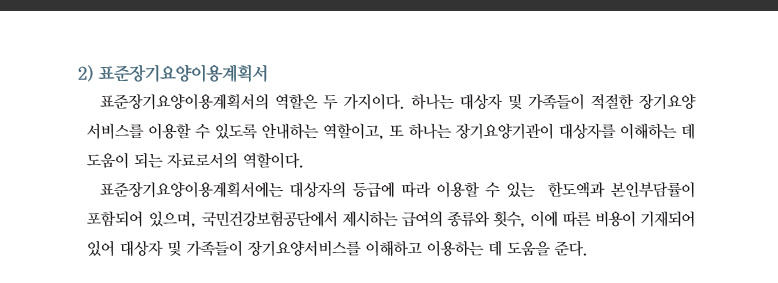 2) 표준장기요양이용계획서
표준장기요양이용계획서의 역할은 두 가지이다. 하나는 대상자 및 가족들이 적절한 장기요양
서비스를 이용할 수 있도록 안내하는 역할이고, 또 하나는 장기요양기관이 대상자를 이해하는 데
도움이 되는 자료로서의 역할이다.
표준장기요양이용계획서에는 대상자의 등급에 따라 이용할 수 있는  한도액과 본인부담률이
포함되어 있으며, 국민건강보험공단에서 제시하는 급여의 종류와 횟수, 이에 따른 비용이 기재되어
있어 대상자 및 가족들이 장기요양서비스를 이해하고 이용하는 데 도움을 준다.